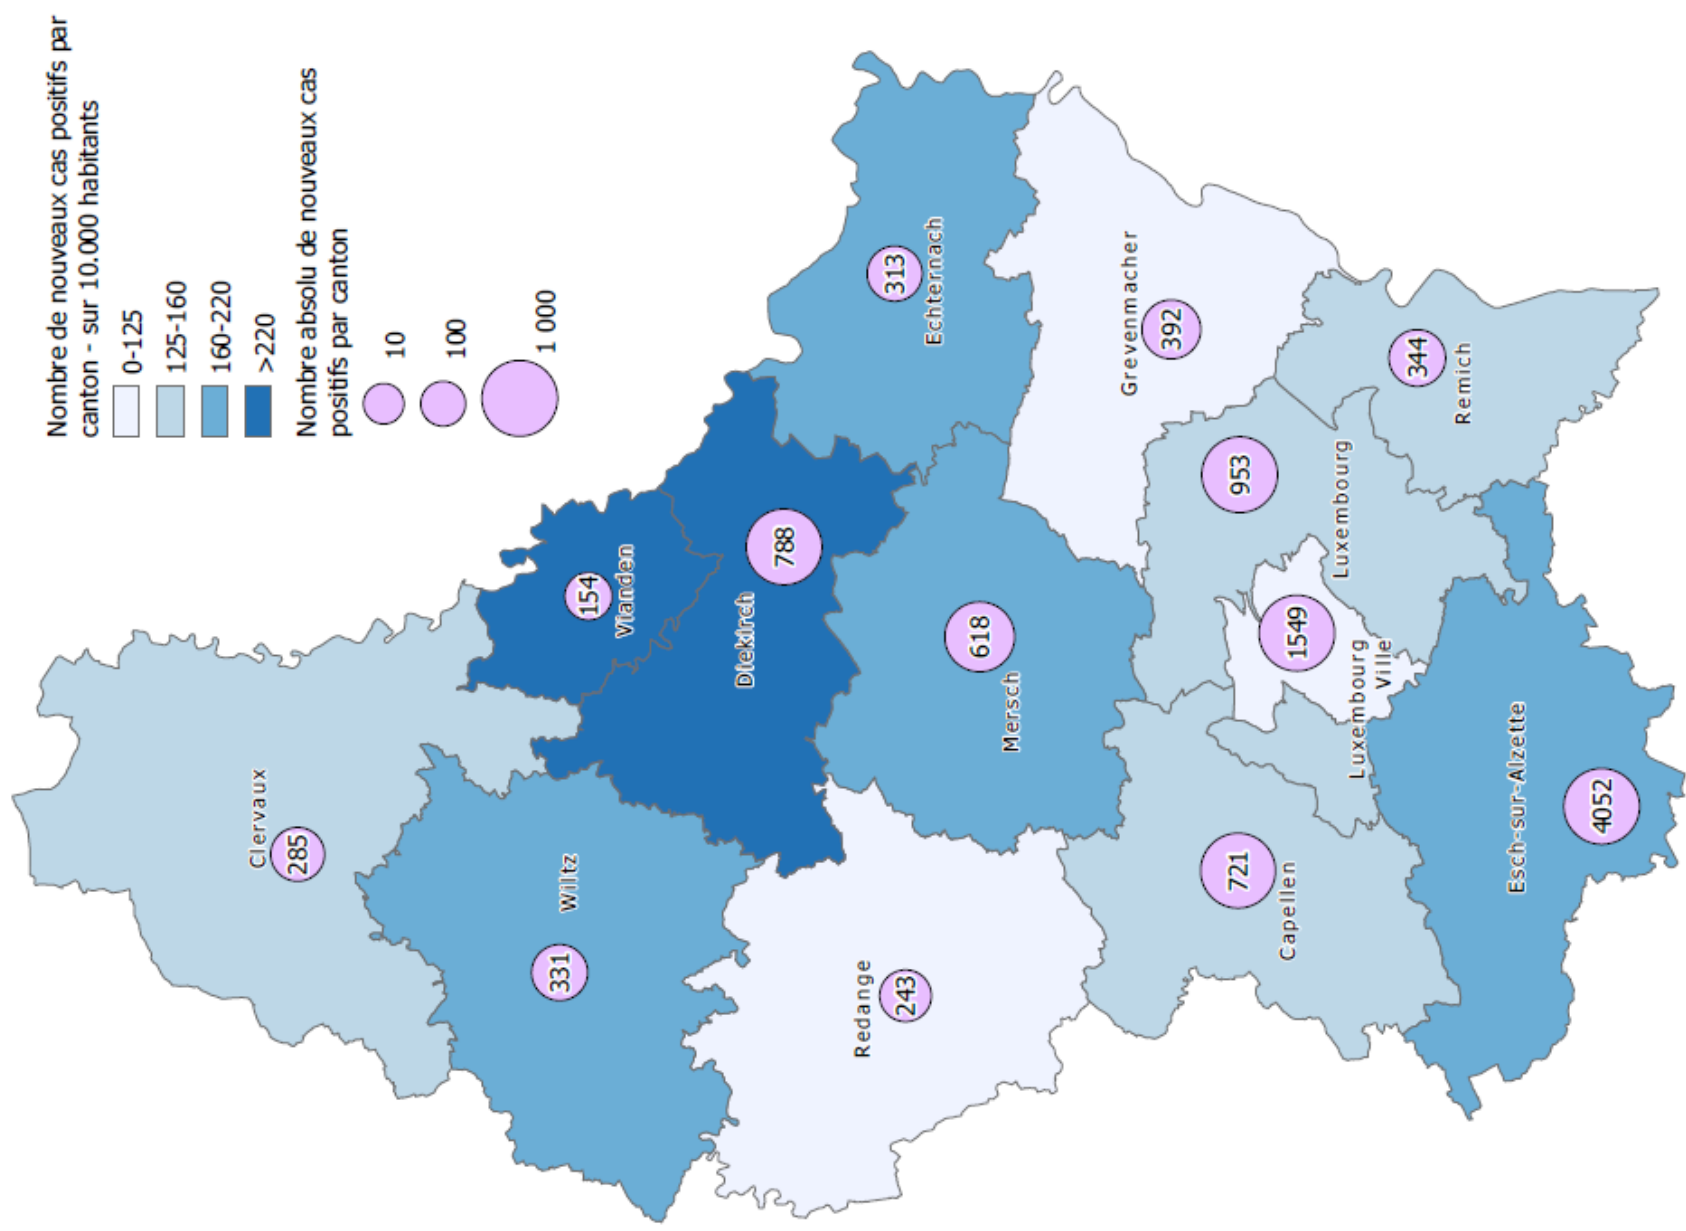 Nombre de nouveaux cas positifs par
canton - sur 10.000 habitants
0-125
125-160
160-220
>220
Nombre absolu de nouveaux cas
positifs par canton
10
100
1 000
Clervaux
285
Wiltz
331
Vianden
154
Diekirch
788
Redange
243
Mersch
618
Echternach
313
Grevenmacher
392
Capellen
721
Luxembourg
953
Luxembourg
Ville
1549
Luxembourg
Remich
344
Esch-sur-Alzette
4052